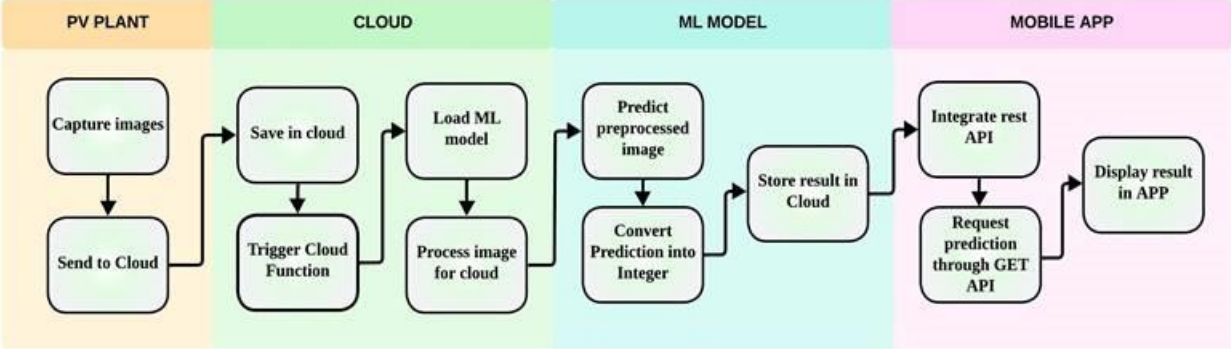 PV PLANT
CLOUD
ML MODEL
MOBILE APP
Capture images
Send to Cloud
Save in cloud
Trigger Cloud
Function
Load ML
model
Process image
for cloud
Predict
preprocessed
image
Convert
Prediction into
Integer
Store result in
Cloud
Integrate rest
API
Request
prediction
through GET
API
Display result
in APP